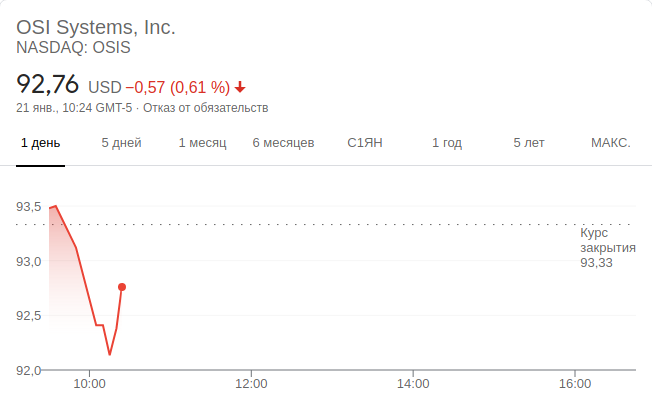 OSI Systems, Inc.
NASDAQ: OSIS
92,76 USD −0,57 (0,61 %)
21 янв., 10:24 GMT-5 · Отказ от обязательств
1 день 5 дней 1 месяц 6 месяцев С1ЯН 1 год 5 лет МАКС.
93,5
Курс
закрытия
93,0
93,33
92,5
92,0
10:00 12:00 14:00 16:00